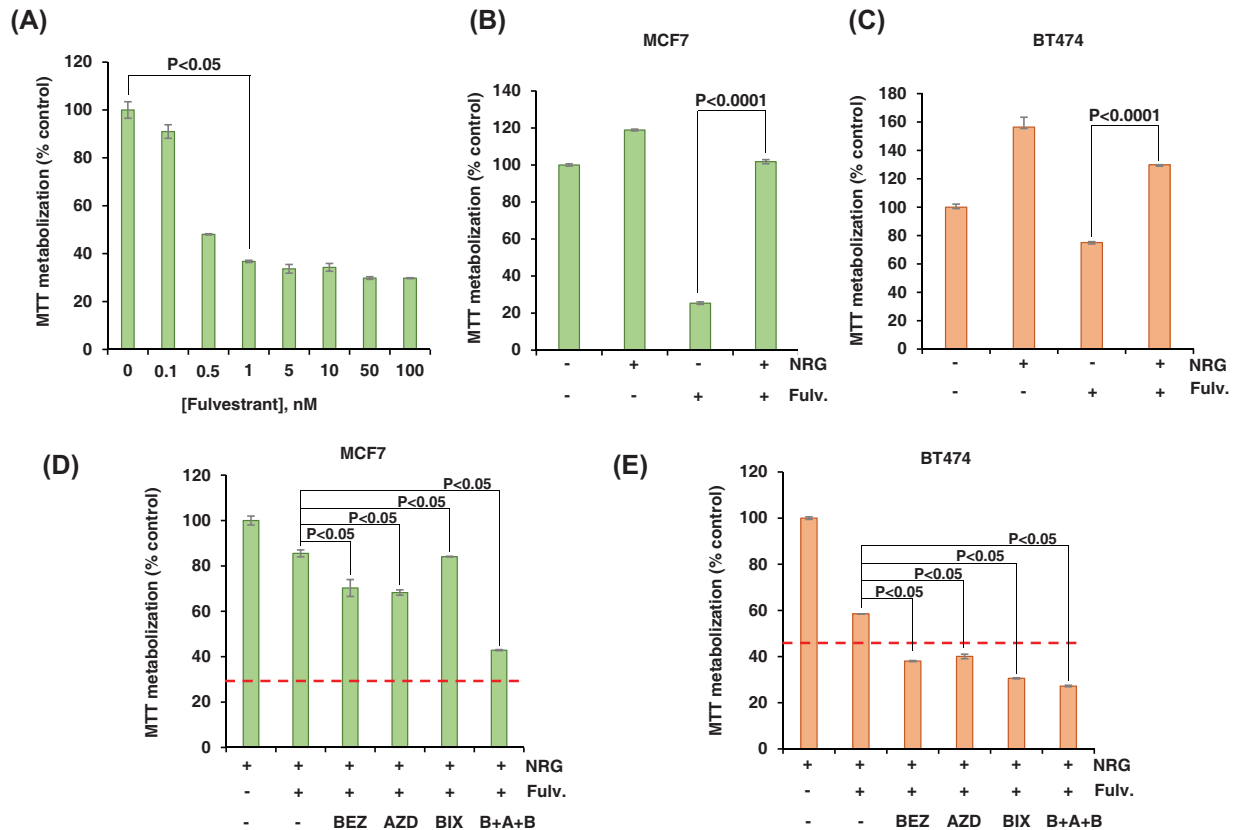 (A)
P<0.05
MTT metabolization (% control)
120
100
80
60
40
20
0
0 0.1 0.5 1 5 10 50 100
[Fulvestrant], nM
(B)
MCF7
P<0.0001
MTT metabolization (% control)
140
120
100
80
60
40
20
0
- + - + NRG
- - + + Fulv.
(C)
BT474
P<0.0001
MTT metabolization (% control)
180
160
140
120
100
80
60
40
20
0
- + - + NRG
- - + + Fulv.
(D)
MCF7
P<0.05
P<0.05
P<0.05
P<0.05
MTT metabolization (% control)
120
100
80
60
40
20
0
+ + + + + + NRG
- + + + + + Fulv.
- - BEZ AZD BIX B+A+B
(E)
BT474
P<0.05
P<0.05
P<0.05
P<0.05
MTT metabolization (% control)
120
100
80
60
40
20
0
+ + + + + + NRG
- + + + + + Fulv.
- - BEZ AZD BIX B+A+B